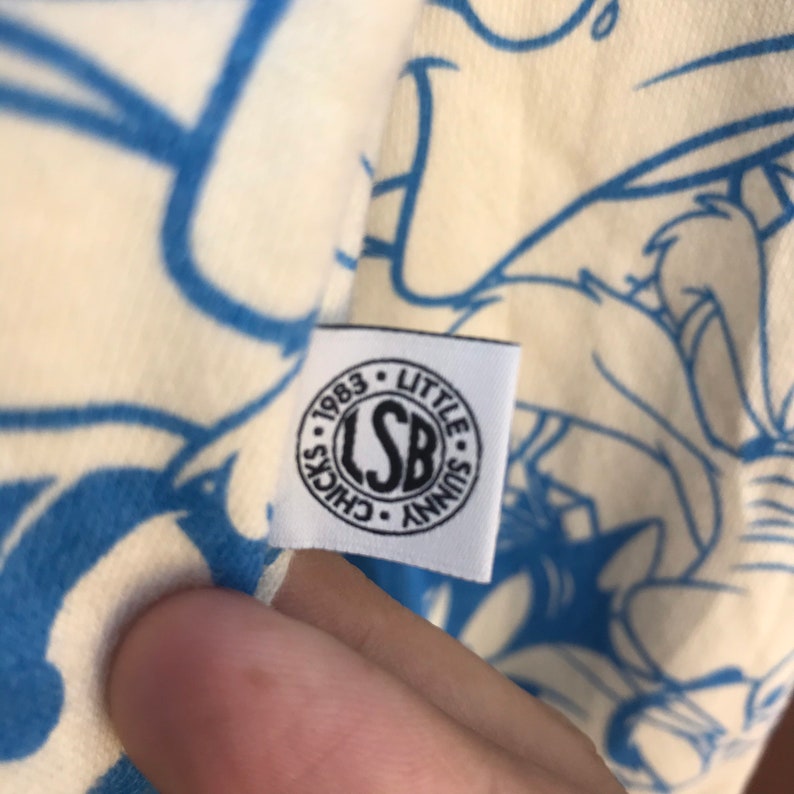 1983 • LITTLE • SUNNY • CHICKS •
LSB